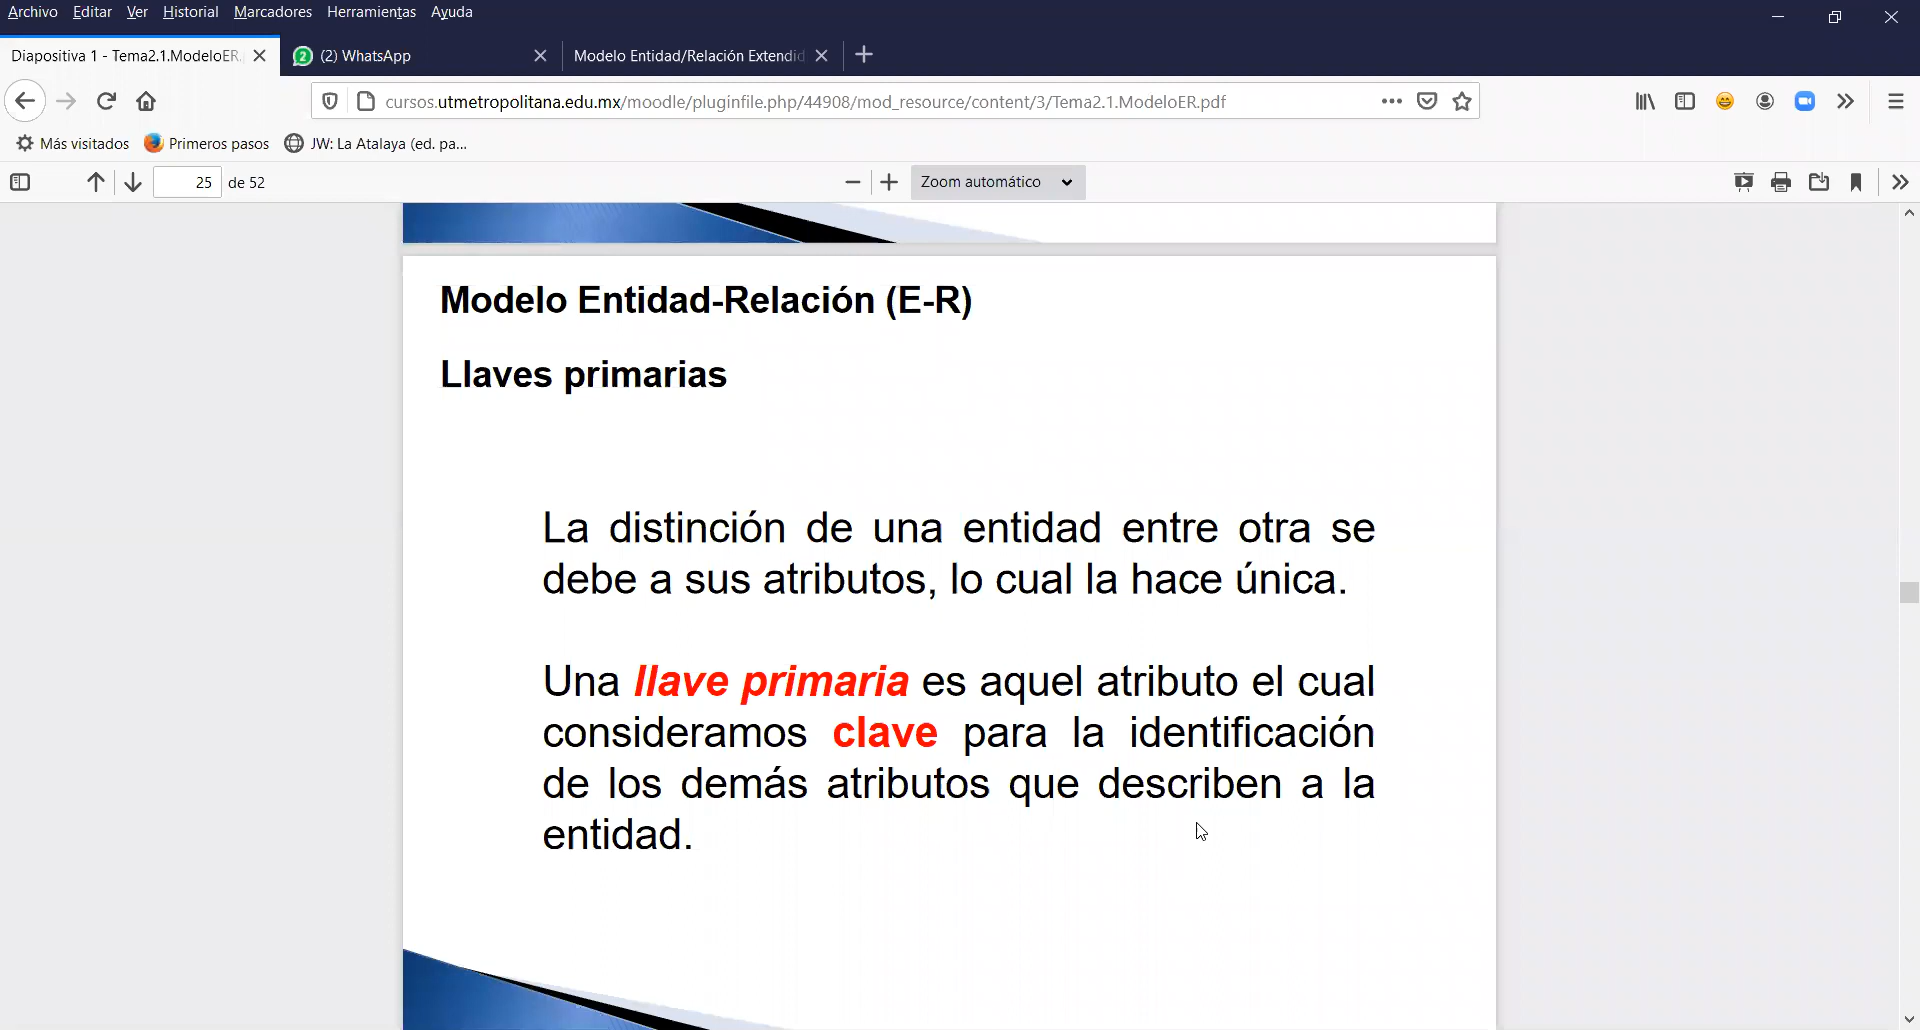 Archivo Editar Ver Historial Marcadores Herramientas Ayuda
Diapositiva 1 - Tema2.1.ModeloER.
2 (2) WhatsApp
Modelo Entidad/Relación Extendid
cursos.utmetropolitana.edu.mx/moodle/pluginfile.php/44908/mod_resource/content/3/Tema2.1.ModeloER.pdf
Más visitados Primeros pasos JW: La Atalaya (ed. pa...
25 de 52
Zoom automático
Modelo Entidad-Relación (E-R)
Llaves primarias
La distinción de una entidad entre otra se
debe a sus atributos, lo cual la hace única.
Una llave primaria es aquel atributo el cual
consideramos clave para la identificación
de los demás atributos que describen a la
entidad.